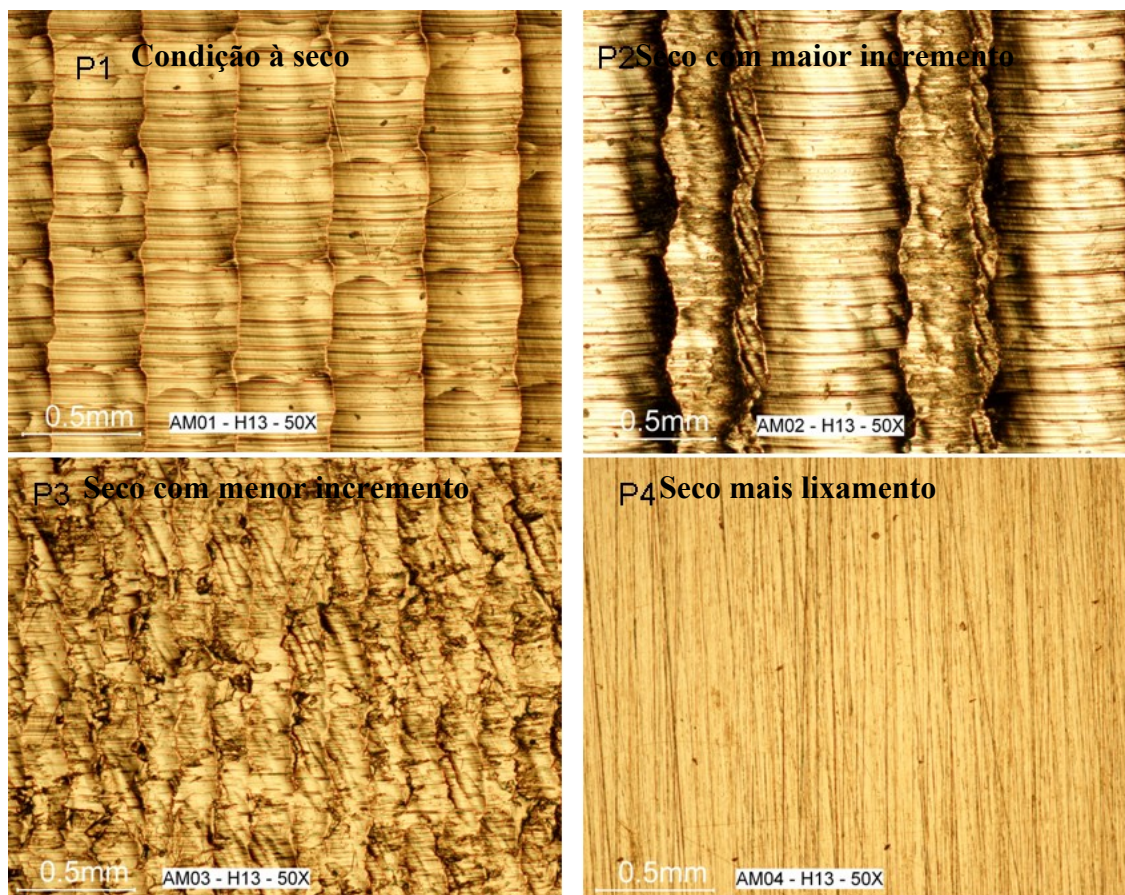 P1 Condição à seco
0.5mm
AM01 - H13 - 50X
P2 Seco com maior incremento
0.5mm
AM02 - H13 - 50X
P3 Seco com menor incremento
0.5mm
AM03 - H13 - 50X
P4 Seco mais lixamento
0.5mm
AM04 - H13 - 50X